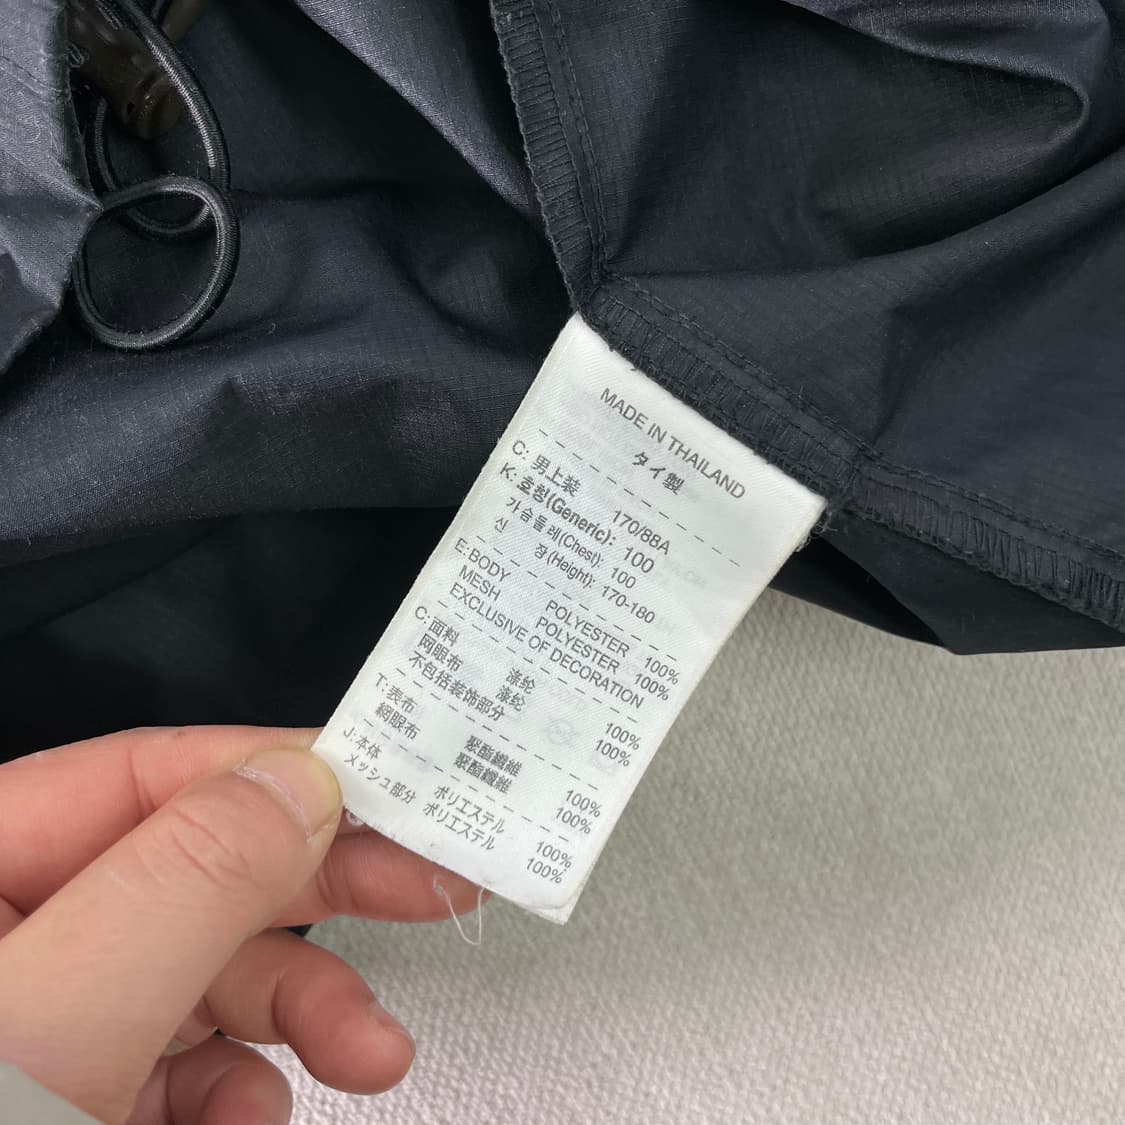 MADE IN THAILAND
タイ製
C: 男上装 170/88A
K: 호칭(Generic): 100
가슴둘레(Chest): 100
신 장(Height): 170-180
E: BODY POLYESTER 100%
MESH POLYESTER 100%
EXCLUSIVE OF DECORATION
C: 面料 涤纶 100%
网眼布 涤纶 100%
不包括装饰部分
T: 表布 聚酯纖維 100%
網眼布 聚酯纖維 100%
J: 本体 ポリエステル 100%
メッシュ部分 ポリエステル 100%